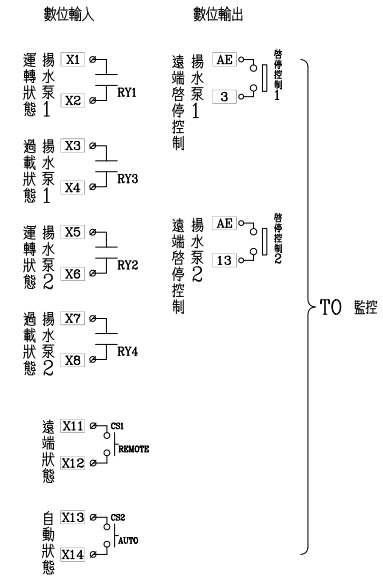 數位輸入
數位輸出
揚水泵1
運轉狀態
X1
X2
RY1
揚水泵1
過載狀態
X3
X4
RY3
揚水泵2
運轉狀態
X5
X6
RY2
揚水泵2
過載狀態
X7
X8
RY4
遠端狀態
X11
X12
CS1
REMOTE
自動狀態
X13
X14
CS2
AUTO
揚水泵1
遠端啓停控制
AE
3
啓停控制1
揚水泵2
遠端啓停控制
AE
13
啓停控制2
TO 監控